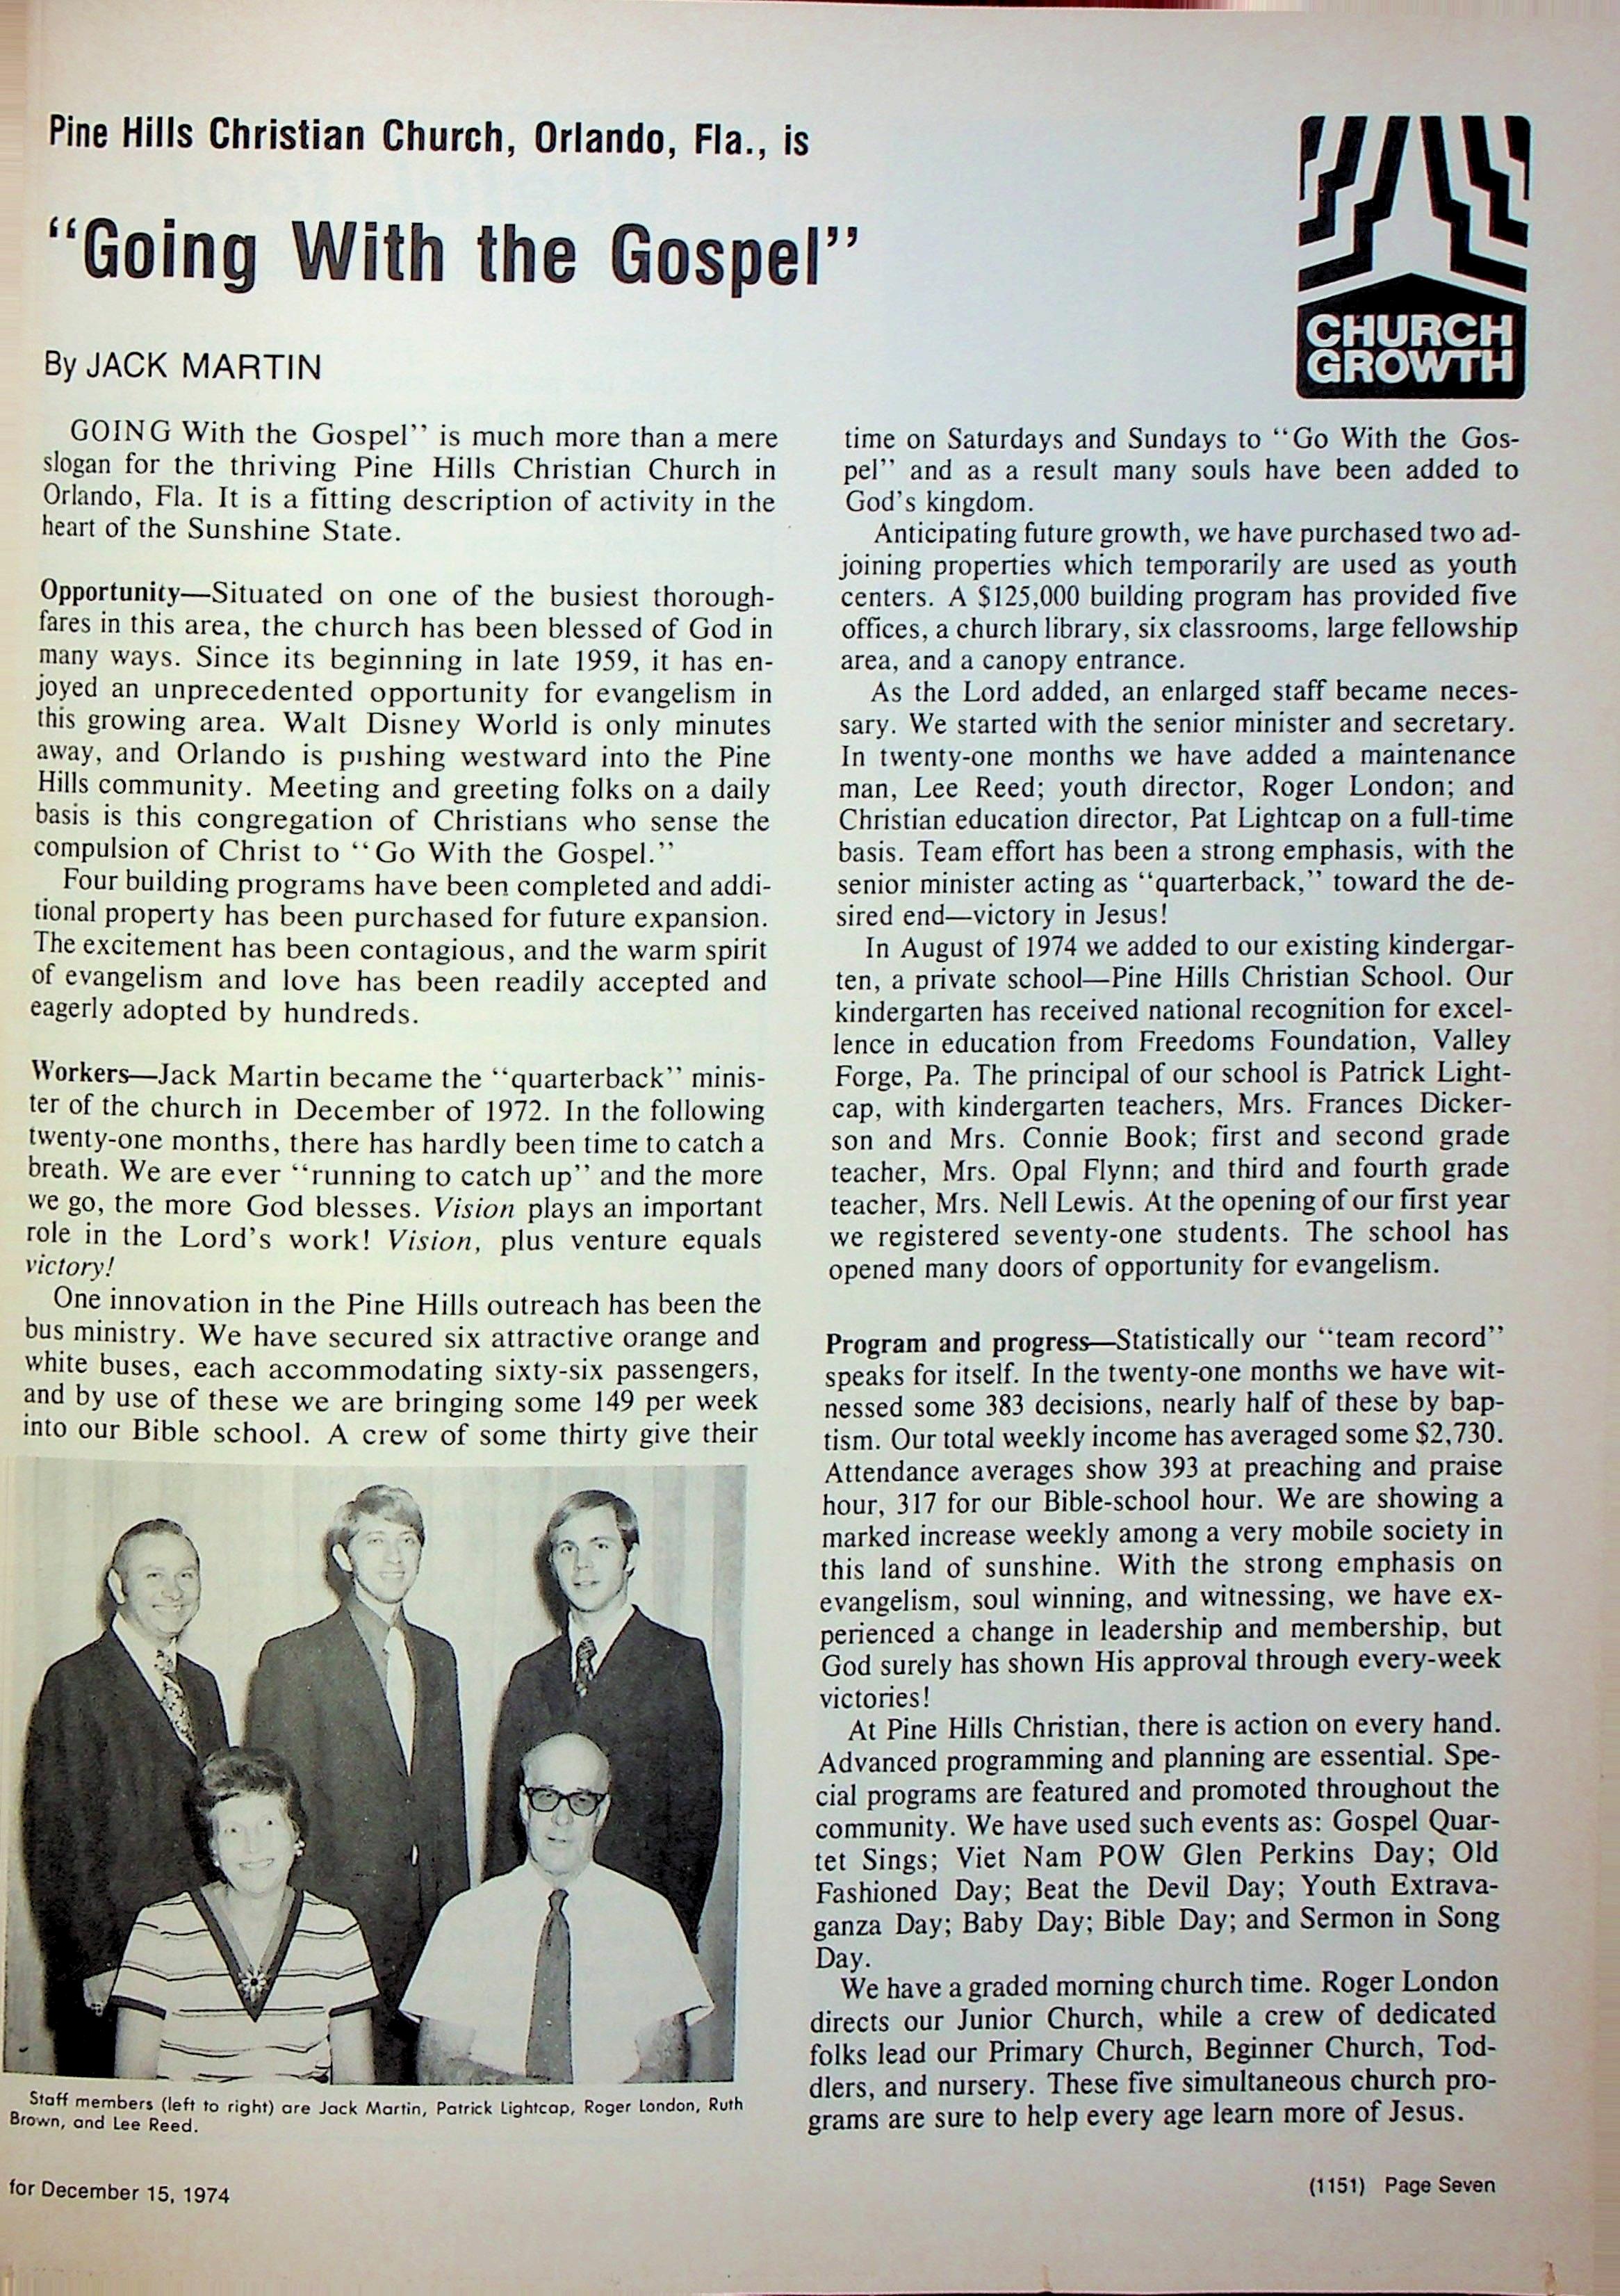 Pine Hills Christian Church, Orlando, Fla., is
“Going With the Gospel”
CHURCH
GROWTH
By JACK MARTIN
GOING With the Gospel” is much more than a mere
slogan for the thriving Pine Hills Christian Church in
Orlando, Fla. It is a fitting description of activity in the
heart of the Sunshine State.
Opportunity—Situated on one of the busiest thorough-
fares in this area, the church has been blessed of God in
many ways. Since its beginning in late 1959, it has en-
joyed an unprecedented opportunity for evangelism in
this growing area. Walt Disney World is only minutes
away, and Orlando is pushing westward into the Pine
Hills community. Meeting and greeting folks on a daily
basis is this congregation of Christians who sense the
compulsion of Christ to “Go With the Gospel.”
Four building programs have been completed and addi-
tional property has been purchased for future expansion.
The excitement has been contagious, and the warm spirit
of evangelism and love has been readily accepted and
eagerly adopted by hundreds.
Workers—Jack Martin became the “quarterback” minis-
ter of the church in December of 1972. In the following
twenty-one months, there has hardly been time to catch a
breath. We are ever “running to catch up” and the more
we go, the more God blesses. Vision plays an important
role in the Lord’s work! Vision, plus venture equals
victory!
One innovation in the Pine Hills outreach has been the
bus ministry. We have secured six attractive orange and
white buses, each accommodating sixty-six passengers,
and by use of these we are bringing some 149 per week
into our Bible school. A crew of some thirty give their
Staff members (left to right) are Jack Martin, Patrick Lightcap, Roger London, Ruth
Brown, and Lee Reed.
time on Saturdays and Sundays to “Go With the Gos-
pel” and as a result many souls have been added to
God’s kingdom.
Anticipating future growth, we have purchased two ad-
joining properties which temporarily are used as youth
centers. A $125,000 building program has provided five
offices, a church library, six classrooms, large fellowship
area, and a canopy entrance.
As the Lord added, an enlarged staff became neces-
sary. We started with the senior minister and secretary.
In twenty-one months we have added a maintenance
man, Lee Reed; youth director, Roger London; and
Christian education director, Pat Lightcap on a full-time
basis. Team effort has been a strong emphasis, with the
senior minister acting as “quarterback,” toward the de-
sired end—victory in Jesus!
In August of 1974 we added to our existing kindergar-
ten, a private school—Pine Hills Christian School. Our
kindergarten has received national recognition for excel-
lence in education from Freedoms Foundation, Valley
Forge, Pa. The principal of our school is Patrick Light-
cap, with kindergarten teachers, Mrs. Frances Dicker-
son and Mrs. Connie Book; first and second grade
teacher, Mrs. Opal Flynn; and third and fourth grade
teacher, Mrs. Nell Lewis. At the opening of our first year
we registered seventy-one students. The school has
opened many doors of opportunity for evangelism.
Program and progress—Statistically our “team record”
speaks for itself. In the twenty-one months we have wit-
nessed some 383 decisions, nearly half of these by bap-
tism. Our total weekly income has averaged some $2,730.
Attendance averages show 393 at preaching and praise
hour, 317 for our Bible-school hour. We are showing a
marked increase weekly among a very mobile society in
this land of sunshine. With the strong emphasis on
evangelism, soul winning, and witnessing, we have ex-
perienced a change in leadership and membership, but
God surely has shown His approval through every-week
victories!
At Pine Hills Christian, there is action on every hand.
Advanced programming and planning are essential. Spe-
cial programs are featured and promoted throughout the
community. We have used such events as: Gospel Quar-
tet Sings; Viet Nam POW Glen Perkins Day; Old
Fashioned Day; Beat the Devil Day; Youth Extrava-
ganza Day; Baby Day; Bible Day; and Sermon in Song
Day.
We have a graded morning church time. Roger London
directs our Junior Church, while a crew of dedicated
folks lead our Primary Church, Beginner Church, Tod-
dlers, and nursery. These five simultaneous church pro-
grams are sure to help every age learn more of Jesus.
for December 15, 1974
(1151) Page Seven